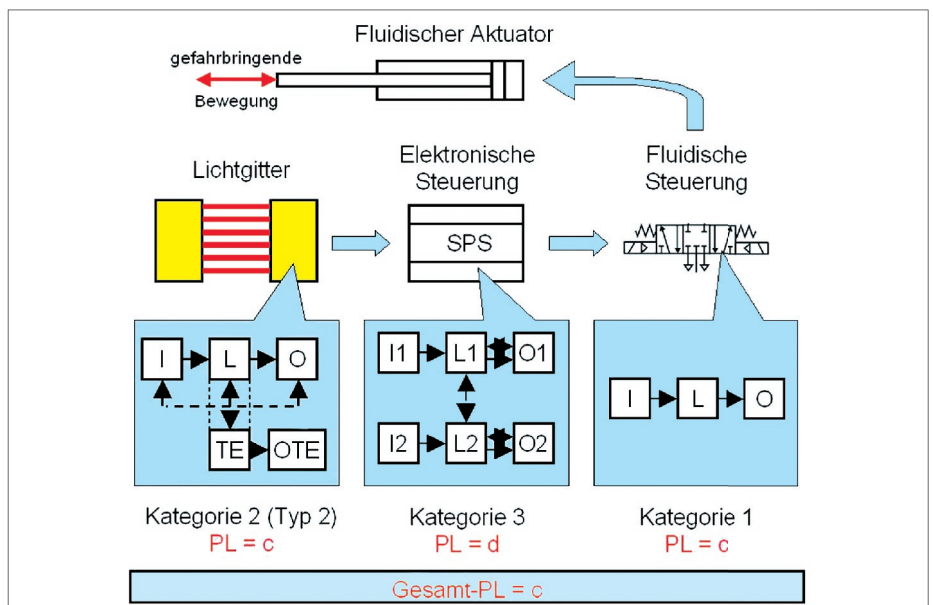 Fluidischer Aktuator
gefahrbringende
Bewegung
Lichtgitter
Elektronische
Steuerung
Fluidische
Steuerung
SPS
I L O
TE OTE
I1 L1 O1
I2 L2 O2
I L O
Kategorie 2 (Typ 2)
PL = c
Kategorie 3
PL = d
Kategorie 1
PL = c
Gesamt-PL = c